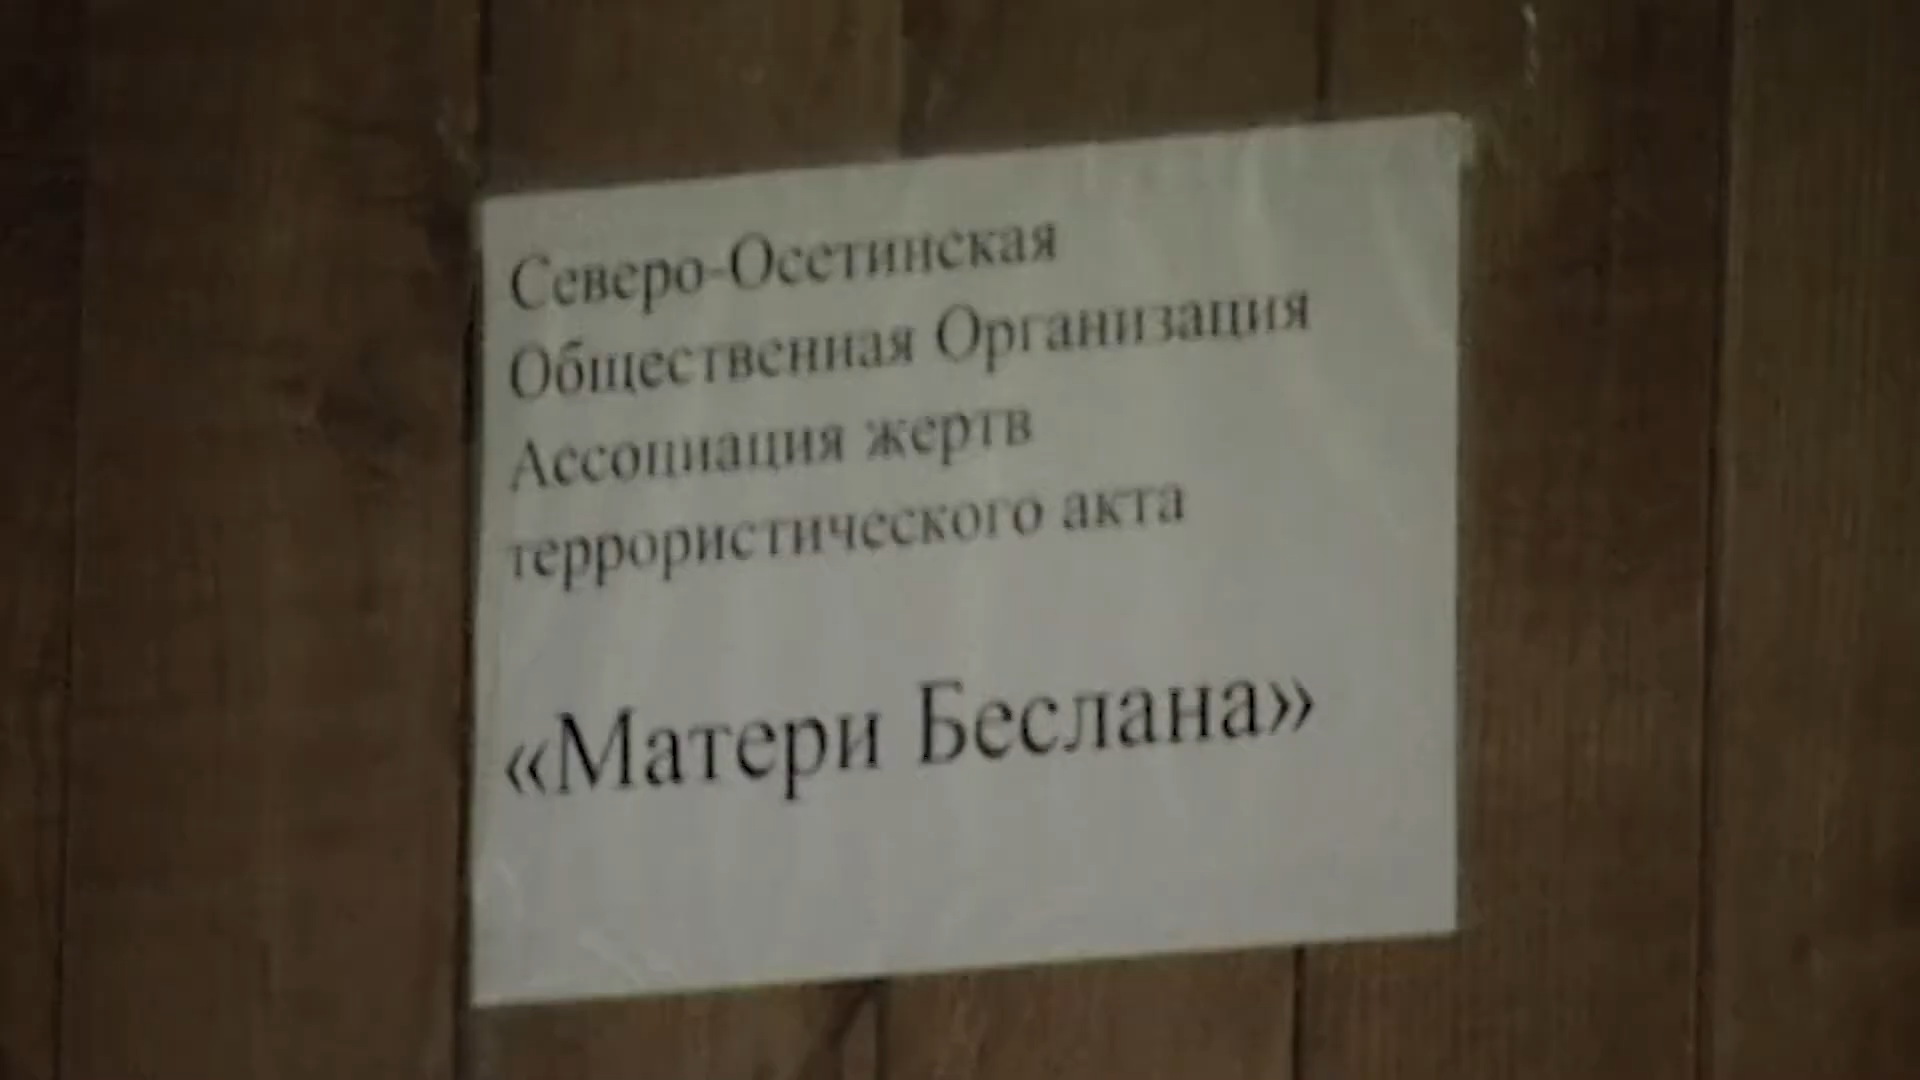 Северо-Осетинская
Общественная Организация
Ассоциация жертв
террористического акта
«Матери Беслана»